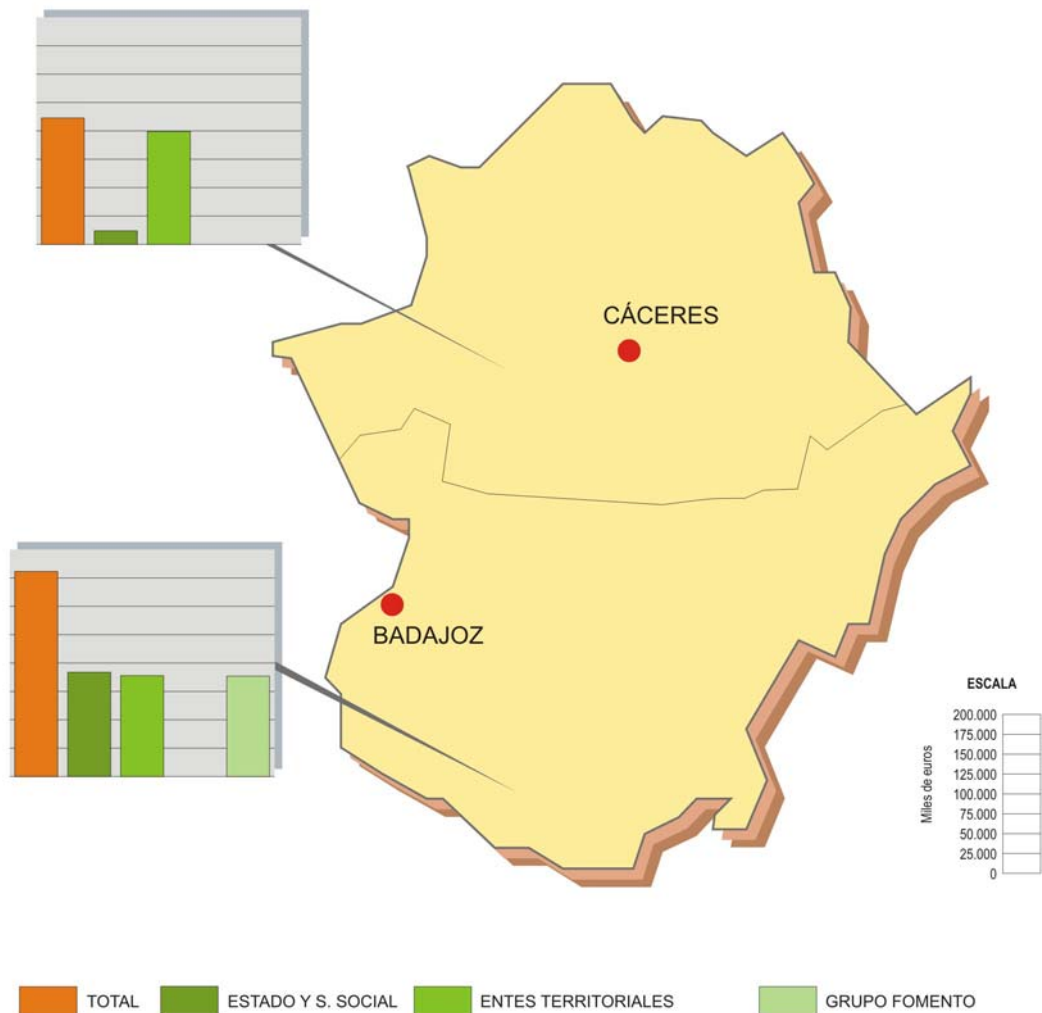 CÁCERES
BADAJOZ
ESCALA
Miles de euros
200.000
175.000
150.000
125.000
100.000
75.000
50.000
25.000
0
TOTAL
ESTADO Y S. SOCIAL
ENTES TERRITORIALES
GRUPO FOMENTO